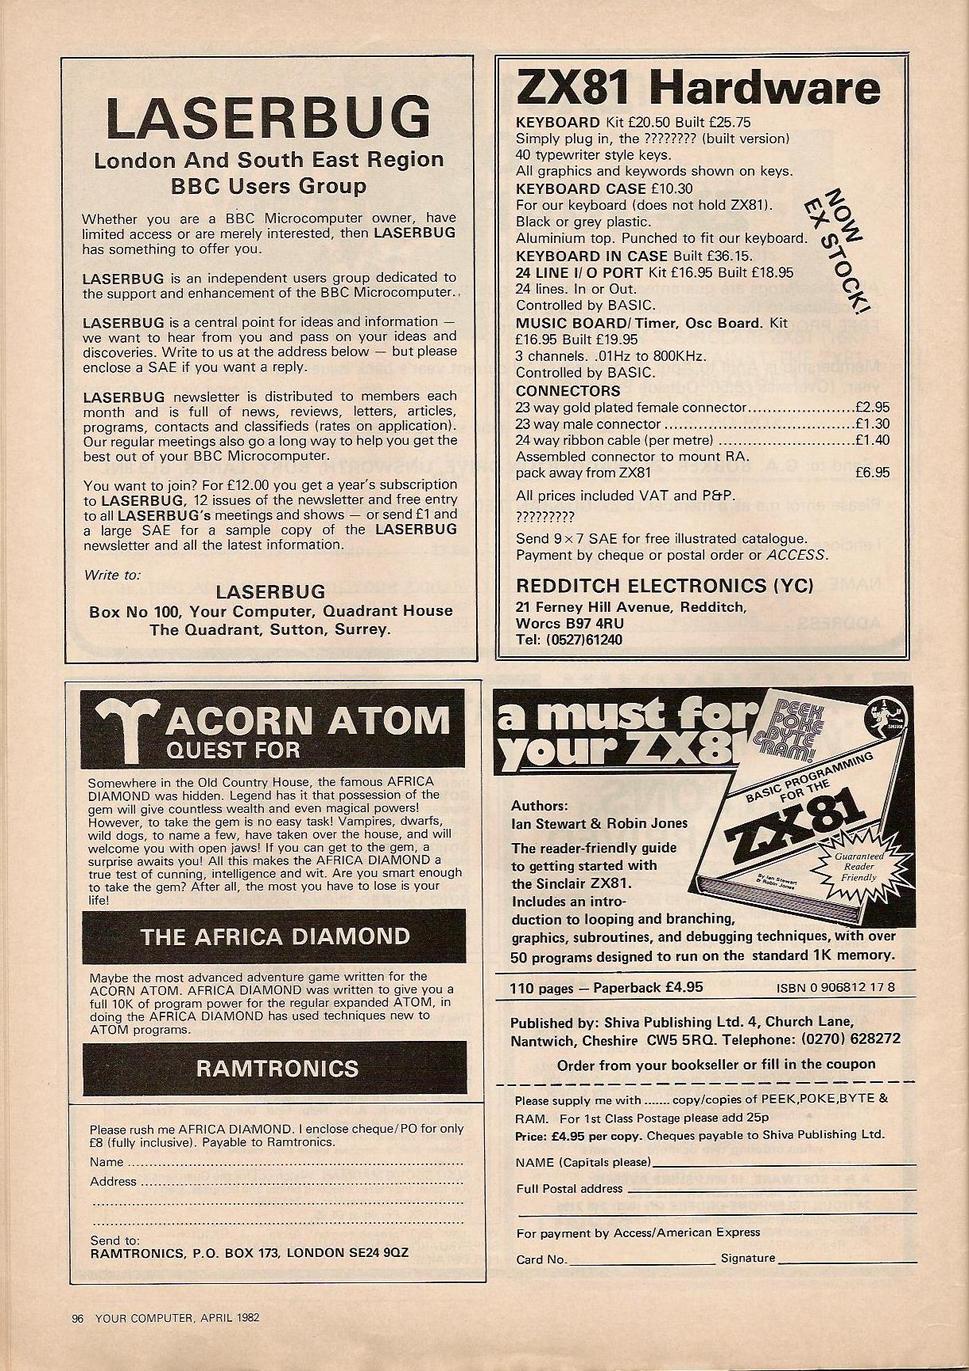 LASERBUG
London And South East Region
BBC Users Group
Whether you are a BBC Microcomputer owner, have
limited access or are merely interested, then LASERBUG
has something to offer you.
LASERBUG is an independent users group dedicated to
the support and enhancement of the BBC Microcomputer.
LASERBUG is a central point for ideas and information —
we want to hear from you and pass on your ideas and
discoveries. Write to us at the address below — but please
enclose a SAE if you want a reply.
LASERBUG newsletter is distributed to members each
month and is full of news, reviews, letters, articles,
programs, contacts and classifieds (rates on application).
Our regular meetings also go a long way to help you get the
best out of your BBC Microcomputer.
You want to join? For £12.00 you get a year's subscription
to LASERBUG, 12 issues of the newsletter and free entry
to all LASERBUG's meetings and shows — or send £1 and
a large SAE for a sample copy of the LASERBUG
newsletter and all the latest information.
Write to:
LASERBUG
Box No 100, Your Computer, Quadrant House
The Quadrant, Sutton, Surrey.
ZX81 Hardware
KEYBOARD Kit £20.50 Built £25.75
Simply plug in, the ???????? (built version)
40 typewriter style keys.
All graphics and keywords shown on keys.
KEYBOARD CASE £10.30
For our keyboard (does not hold ZX81).
Black or grey plastic.
Aluminium top. Punched to fit our keyboard.
KEYBOARD IN CASE Built £36.15.
24 LINE I/O PORT Kit £16.95 Built £18.95
24 lines. In or Out.
Controlled by BASIC.
MUSIC BOARD/Timer, Osc Board. Kit
£16.95 Built £19.95
3 channels. .01Hz to 800KHz.
Controlled by BASIC.
CONNECTORS
23 way gold plated female connector......................£2.95
23 way male connector ............................................£1.30
24 way ribbon cable (per metre) ...........................£1.40
Assembled connector to mount RA.
pack away from ZX81 £6.95
All prices included VAT and P&P.
?????????
Send 9×7 SAE for free illustrated catalogue.
Payment by cheque or postal order or ACCESS.
REDDITCH ELECTRONICS (YC)
21 Ferney Hill Avenue, Redditch,
Worcs B97 4RU
Tel: (0527)61240
NOW
EX STOCK!
ACORN ATOM
QUEST FOR
Somewhere in the Old Country House, the famous AFRICA
DIAMOND was hidden. Legend has it that possession of the
gem will give countless wealth and even magical powers!
However, to take the gem is no easy task! Vampires, dwarfs,
wild dogs, to name a few, have taken over the house, and will
welcome you with open jaws! If you can get to the gem, a
surprise awaits you! All this makes the AFRICA DIAMOND a
true test of cunning, intelligence and wit. Are you smart enough
to take the gem? After all, the most you have to lose is your
life!
THE AFRICA DIAMOND
Maybe the most advanced adventure game written for the
ACORN ATOM. AFRICA DIAMOND was written to give you a
full 10K of program power for the regular expanded ATOM, in
doing the AFRICA DIAMOND has used techniques new to
ATOM programs.
RAMTRONICS
Please rush me AFRICA DIAMOND. I enclose cheque/PO for only
£8 (fully inclusive). Payable to Ramtronics.
Name ..........................................................
Address .......................................................
Send to:
RAMTRONICS, P.O. BOX 173, LONDON SE24 9QZ
a must for
your ZX81
PEEK
POKE
BYTE
& RAM!
BASIC PROGRAMMING
FOR THE
ZX81
By Ian Stewart
& Robin Jones
SHIVA
Guaranteed
Reader
Friendly
Authors:
Ian Stewart & Robin Jones
The reader-friendly guide
to getting started with
the Sinclair ZX81.
Includes an intro-
duction to looping and branching,
graphics, subroutines, and debugging techniques, with over
50 programs designed to run on the standard 1K memory.
110 pages — Paperback £4.95 ISBN 0 906812 17 8
Published by: Shiva Publishing Ltd. 4, Church Lane,
Nantwich, Cheshire CW5 5RQ. Telephone: (0270) 628272
Order from your bookseller or fill in the coupon
Please supply me with ....... copy/copies of PEEK,POKE,BYTE &
RAM. For 1st Class Postage please add 25p
Price: £4.95 per copy. Cheques payable to Shiva Publishing Ltd.
NAME (Capitals please)
Full Postal address
For payment by Access/American Express
Card No. Signature
96 YOUR COMPUTER, APRIL 1982